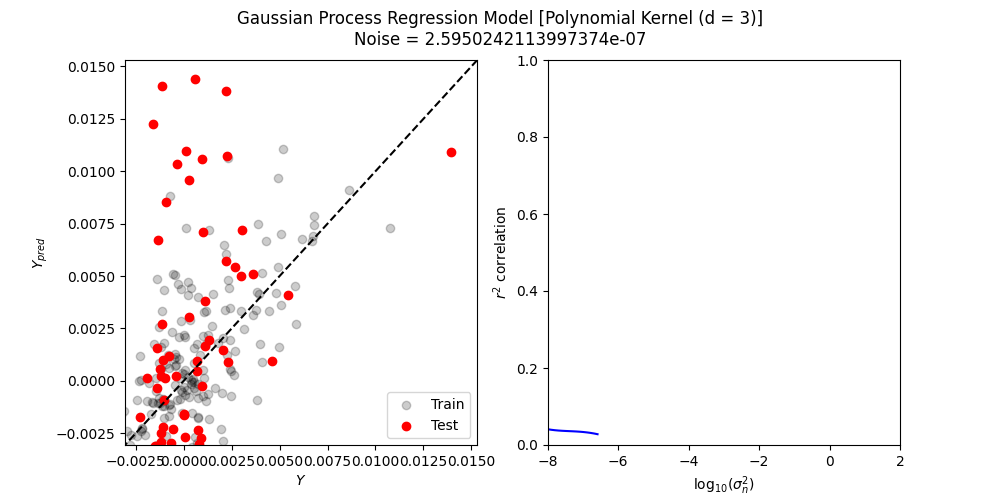 Gaussian Process Regression Model [Polynomial Kernel (d = 3)]
Noise = 2.5950242113997374e-07
0.0150
0.0125
0.0100
0.0075
0.0050
0.0025
0.0000
−0.0025
Y_pred
−0.0025 0.0000 0.0025 0.0050 0.0075 0.0100 0.0125 0.0150
Y
Train
Test
1.0
0.8
0.6
0.4
0.2
0.0
r² correlation
−8 −6 −4 −2 0 2
log₁₀(σₙ²)